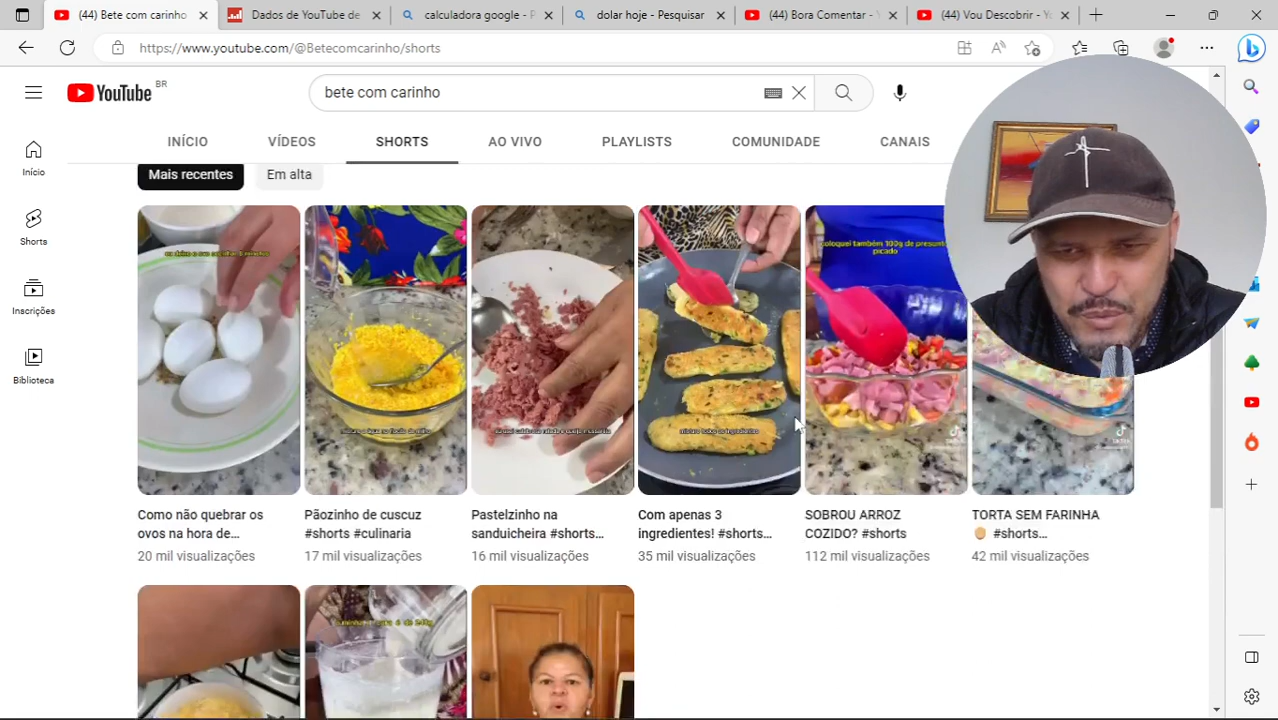 (44) Bete com carinho
Dados de YouTube de
calculadora google - P
dolar hoje - Pesquisar
(44) Bora Comentar - Y
(44) Vou Descobrir - Yo
https://www.youtube.com/@Betecomcarinho/shorts
YouTube BR
bete com carinho
INÍCIO VÍDEOS SHORTS AO VIVO PLAYLISTS COMUNIDADE CANAIS
Início
Shorts
Inscrições
Biblioteca
Mais recentes Em alta
coloquei também 100g de presunto
picado
misturo todos os ingredientes
Como não quebrar os
ovos na hora de...
20 mil visualizações
Pãozinho de cuscuz
#shorts #culinaria
17 mil visualizações
Pastelzinho na
sanduicheira #shorts...
16 mil visualizações
Com apenas 3
ingredientes! #shorts...
35 mil visualizações
SOBROU ARROZ
COZIDO? #shorts
112 mil visualizações
TORTA SEM FARINHA
#shorts...
42 mil visualizações